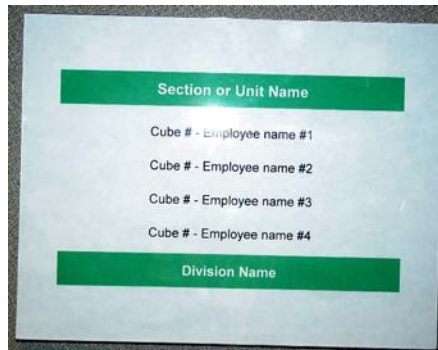 Section or Unit Name
Cube # - Employee name #1
Cube # - Employee name #2
Cube # - Employee name #3
Cube # - Employee name #4
Division Name